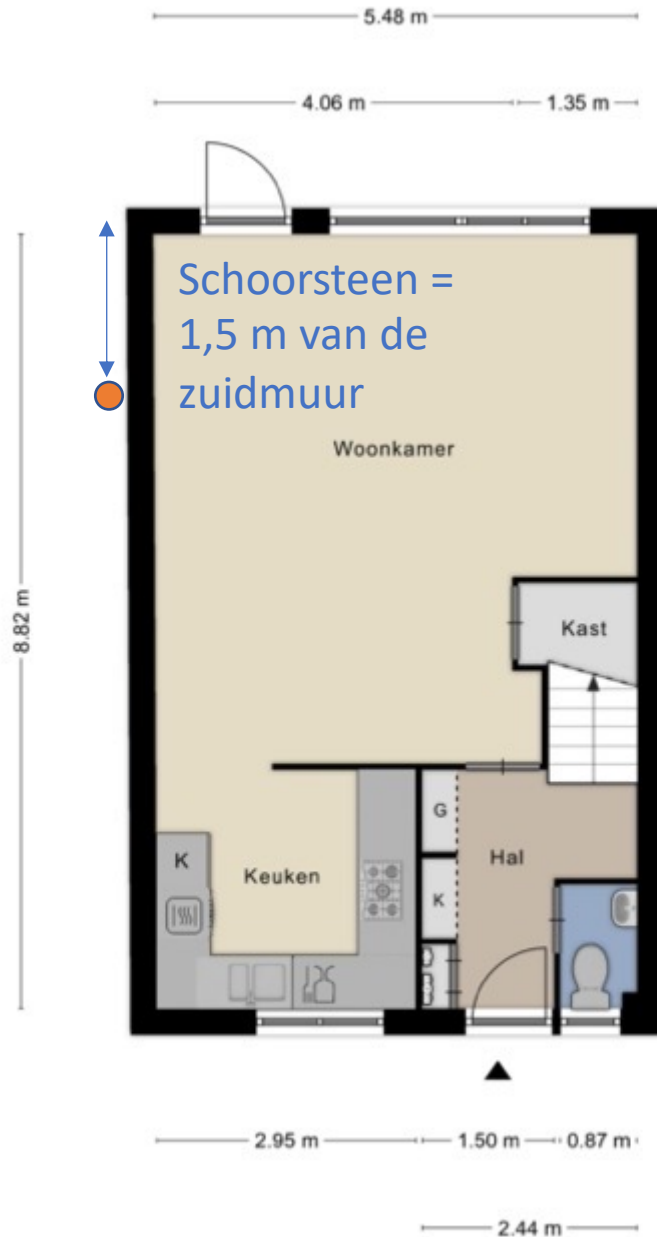 5.48 m
4.06 m
1.35 m
Schoorsteen =
1,5 m van de
zuidmuur
Woonkamer
8.82 m
Kast
G
Hal
K
Keuken
K
2.95 m
1.50 m
0.87 m
2.44 m